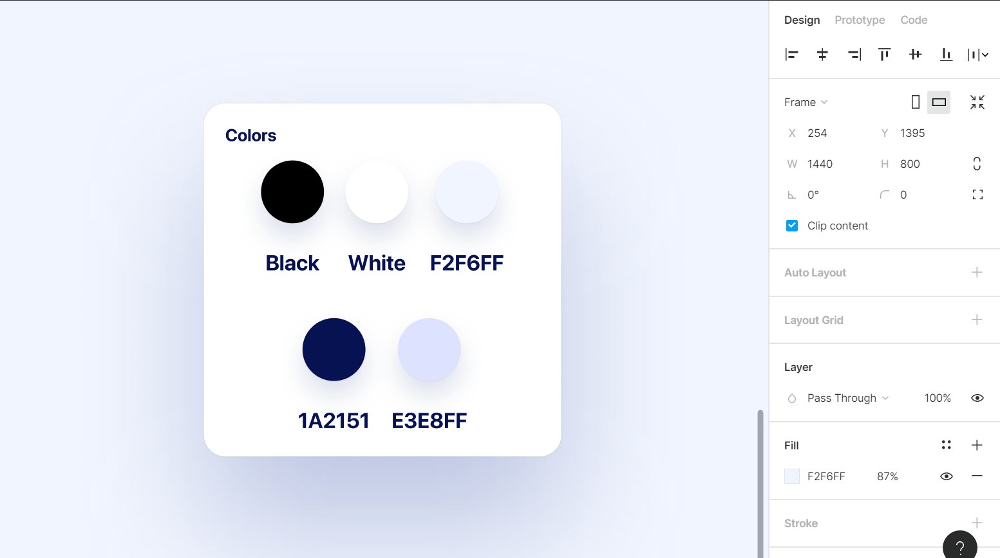 Design Prototype Code
Frame
X 254 Y 1395
W 1440 H 800
0° 0
Clip content
Auto Layout
Layout Grid
Layer
Pass Through 100%
Fill
F2F6FF 87%
Stroke
?
Colors
Black White F2F6FF
1A2151 E3E8FF